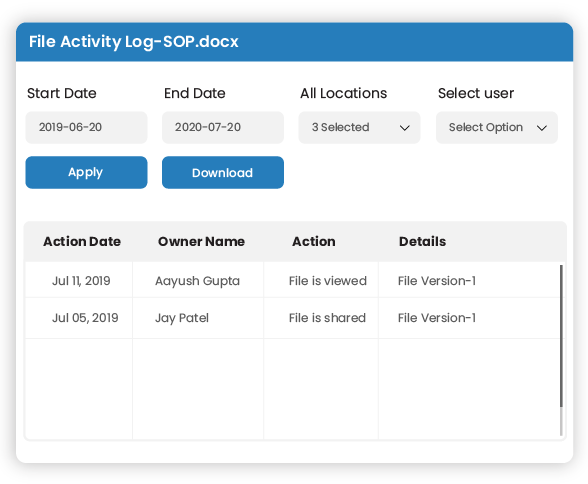 File Activity Log-SOP.docx
Start Date End Date All Locations Select user
2019-06-20 2020-07-20 3 Selected Select Option
Apply Download
Action Date Owner Name Action Details
Jul 11, 2019 Aayush Gupta File is viewed File Version-1
Jul 05, 2019 Jay Patel File is shared File Version-1